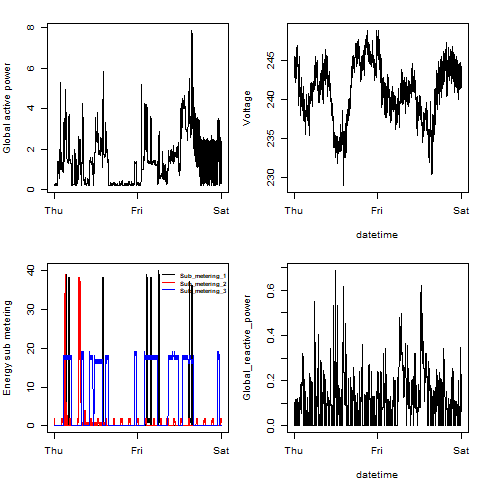 Global active power
0 2 4 6 8
Thu Fri Sat
Voltage
230 235 240 245
Thu Fri Sat
datetime
Energy sub metering
0 10 20 30 40
Thu Fri Sat
Sub_metering_1
Sub_metering_2
Sub_metering_3
Global_reactive_power
0.0 0.2 0.4 0.6
Thu Fri Sat
datetime